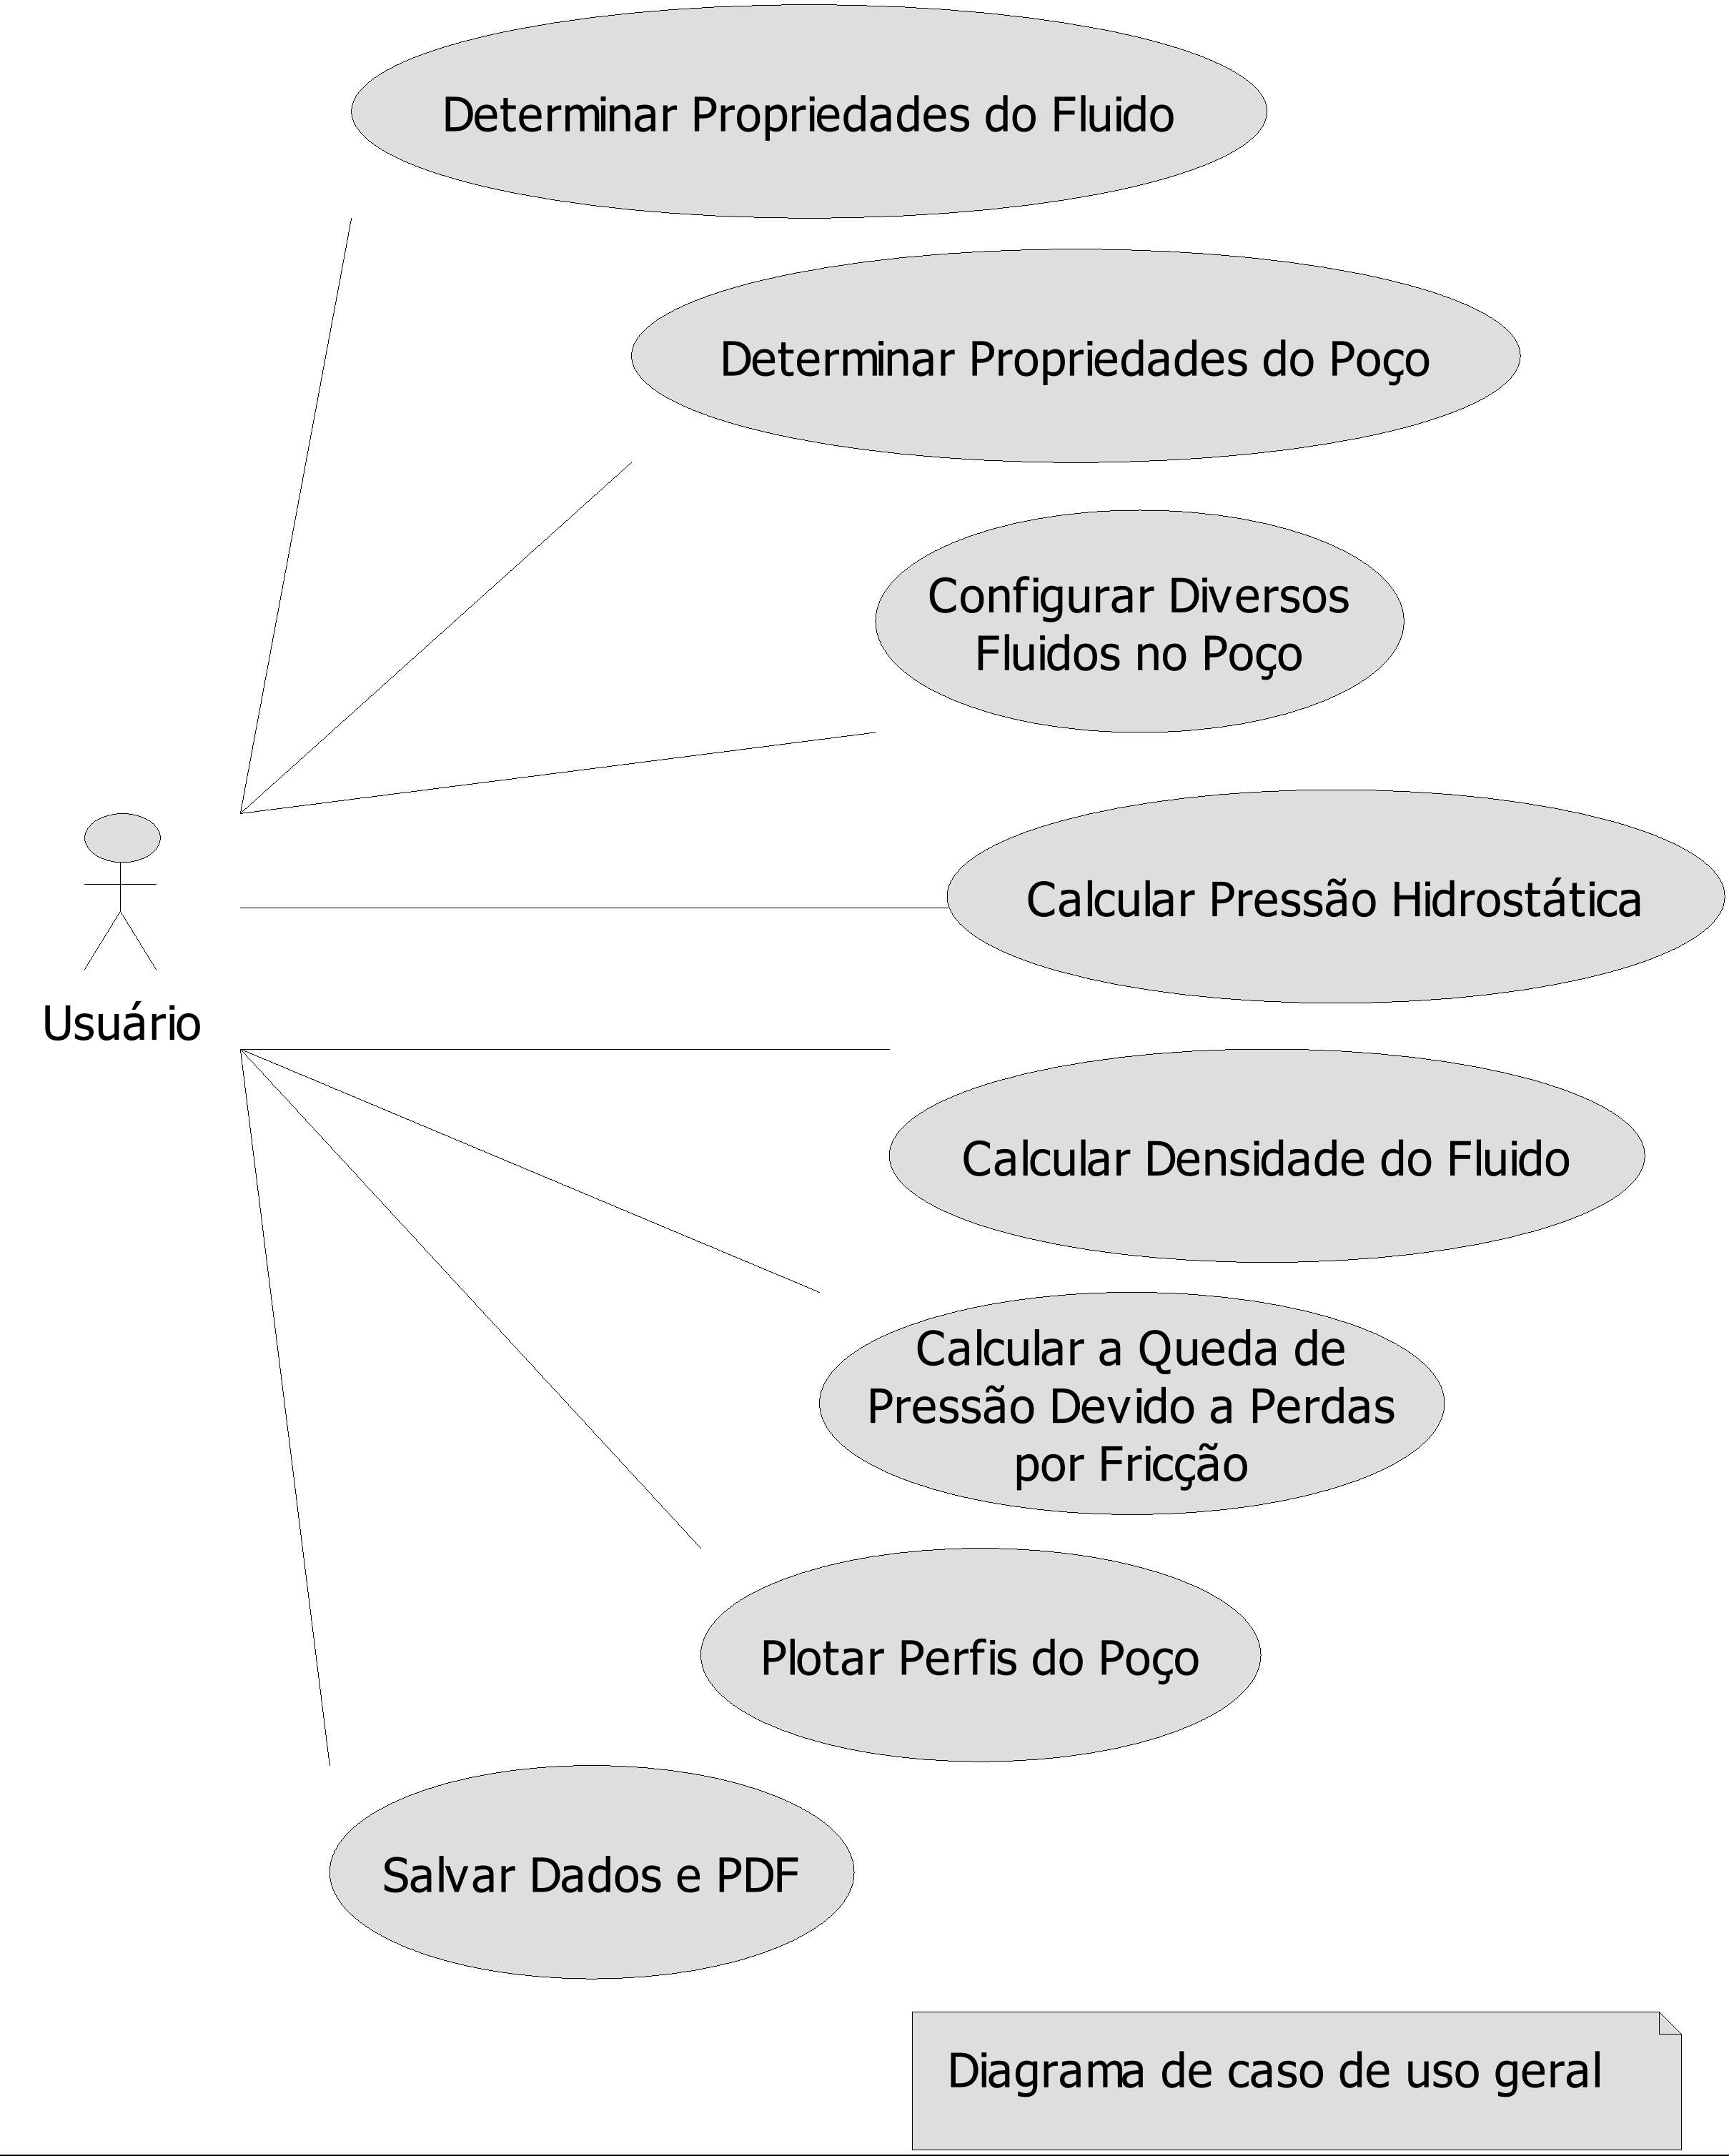 Determinar Propriedades do Fluido
Determinar Propriedades do Poço
Configurar Diversos
Fluidos no Poço
Calcular Pressão Hidrostática
Usuário
Calcular Densidade do Fluido
Calcular a Queda de
Pressão Devido a Perdas
por Fricção
Plotar Perfis do Poço
Salvar Dados e PDF
Diagrama de caso de uso geral